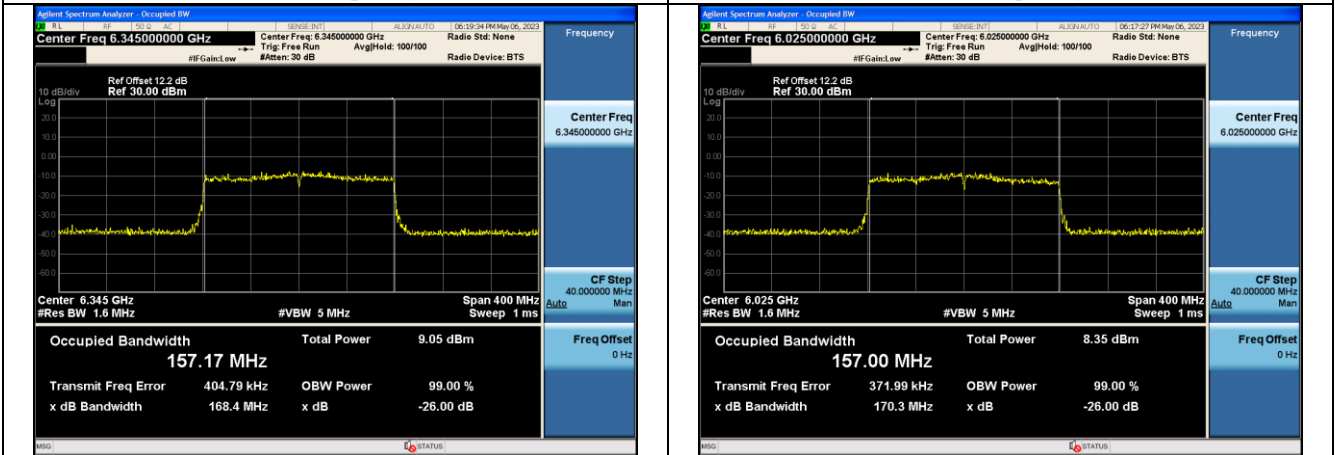 Agilent Spectrum Analyzer - Occupied BW
RL RF 50 Ω AC SENSE:INT ALIGNAUTO 06:19:34 PM May 06, 2023
Center Freq 6.345000000 GHz Center Freq: 6.345000000 GHz Radio Std: None Frequency
Trig: Free Run Avg|Hold: 100/100
#IFGain:Low #Atten: 30 dB Radio Device: BTS
Ref Offset 12.2 dB
10 dB/div Ref 30.00 dBm
Log
20.0
10.0
0.00
-10.0
-20.0
-30.0
-40.0
-50.0
-60.0
Center Freq
6.345000000 GHz
CF Step
40.000000 MHz
Auto Man
Center 6.345 GHz Span 400 MHz
#Res BW 1.6 MHz #VBW 5 MHz Sweep 1 ms
Occupied Bandwidth Total Power 9.05 dBm
157.17 MHz
Transmit Freq Error 404.79 kHz OBW Power 99.00 %
x dB Bandwidth 168.4 MHz x dB -26.00 dB
Freq Offset
0 Hz
MSG STATUS
Agilent Spectrum Analyzer - Occupied BW
RL RF 50 Ω AC SENSE:INT ALIGNAUTO 06:17:27 PM May 06, 2023
Center Freq 6.025000000 GHz Center Freq: 6.025000000 GHz Radio Std: None Frequency
Trig: Free Run Avg|Hold: 100/100
#IFGain:Low #Atten: 30 dB Radio Device: BTS
Ref Offset 12.2 dB
10 dB/div Ref 30.00 dBm
Log
20.0
10.0
0.00
-10.0
-20.0
-30.0
-40.0
-50.0
-60.0
Center Freq
6.025000000 GHz
CF Step
40.000000 MHz
Auto Man
Center 6.025 GHz Span 400 MHz
#Res BW 1.6 MHz #VBW 5 MHz Sweep 1 ms
Occupied Bandwidth Total Power 8.35 dBm
157.00 MHz
Transmit Freq Error 371.99 kHz OBW Power 99.00 %
x dB Bandwidth 170.3 MHz x dB -26.00 dB
Freq Offset
0 Hz
MSG STATUS